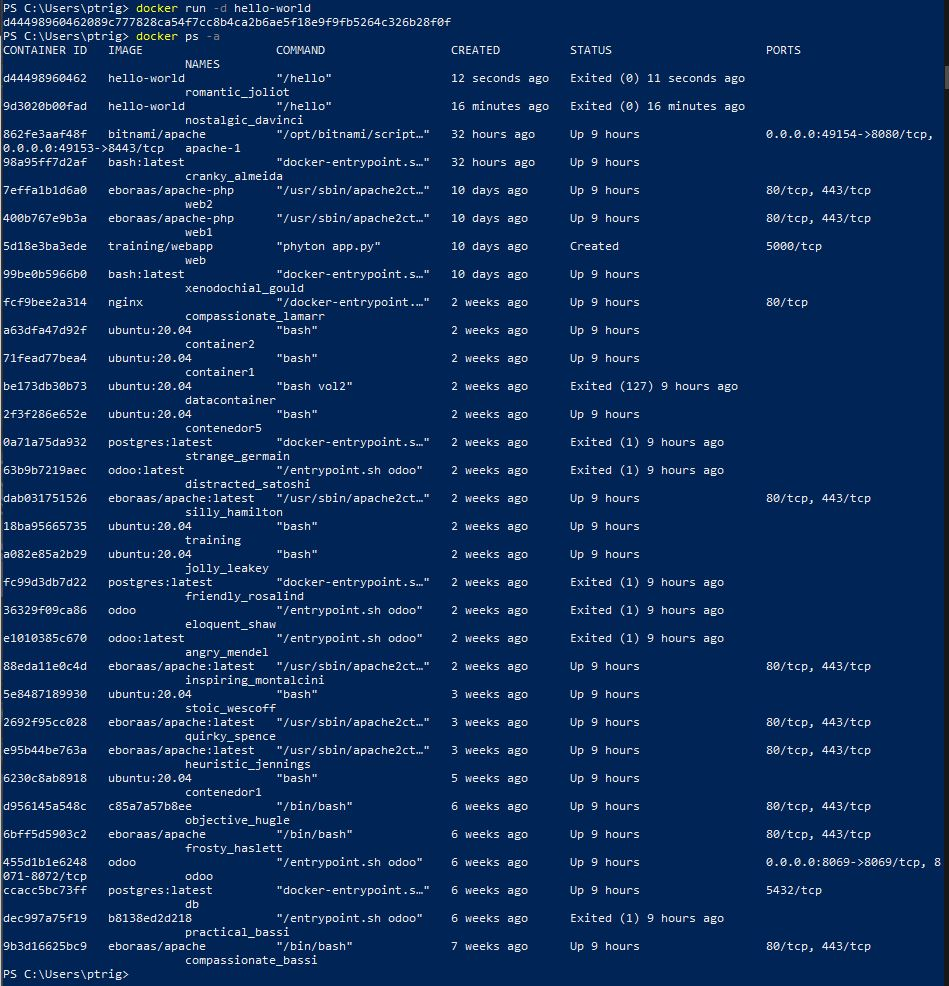 PS C:\Users\ptrig> docker run -d hello-world
d44498960462089c777828ca54f7cc8b4ca2b6ae5f18e9f9fb5264c326b28f0f
PS C:\Users\ptrig> docker ps -a
CONTAINER ID   IMAGE                   COMMAND                  CREATED          STATUS                      PORTS
                          NAMES
d44498960462   hello-world             "/hello"                 12 seconds ago   Exited (0) 11 seconds ago
                          romantic_joliot
9d3020b00fad   hello-world             "/hello"                 16 minutes ago   Exited (0) 16 minutes ago
                          nostalgic_davinci
862fe3aaf48f   bitnami/apache          "/opt/bitnami/script…"   32 hours ago     Up 9 hours                  0.0.0.0:49154->8080/tcp,
0.0.0.0:49153->8443/tcp   apache-1
98a95ff7d2af   bash:latest             "docker-entrypoint.s…"   32 hours ago     Up 9 hours
                          cranky_almeida
7effa1b1d6a0   eboraas/apache-php      "/usr/sbin/apache2ct…"   10 days ago      Up 9 hours                  80/tcp, 443/tcp
                          web2
400b767e9b3a   eboraas/apache-php      "/usr/sbin/apache2ct…"   10 days ago      Up 9 hours                  80/tcp, 443/tcp
                          web1
5d18e3ba3ede   training/webapp         "phyton app.py"          10 days ago      Created                     5000/tcp
                          web
99be0b5966b0   bash:latest             "docker-entrypoint.s…"   10 days ago      Up 9 hours
                          xenodochial_gould
fcf9bee2a314   nginx                   "/docker-entrypoint.…"   2 weeks ago      Up 9 hours                  80/tcp
                          compassionate_lamarr
a63dfa47d92f   ubuntu:20.04            "bash"                   2 weeks ago      Up 9 hours
                          container2
71fead77bea4   ubuntu:20.04            "bash"                   2 weeks ago      Up 9 hours
                          container1
be173db30b73   ubuntu:20.04            "bash vol2"              2 weeks ago      Exited (127) 9 hours ago
                          datacontainer
2f3f286e652e   ubuntu:20.04            "bash"                   2 weeks ago      Up 9 hours
                          contenedor5
0a71a75da932   postgres:latest         "docker-entrypoint.s…"   2 weeks ago      Exited (1) 9 hours ago
                          strange_germain
63b9b7219aec   odoo:latest             "/entrypoint.sh odoo"    2 weeks ago      Exited (1) 9 hours ago
                          distracted_satoshi
dab031751526   eboraas/apache:latest   "/usr/sbin/apache2ct…"   2 weeks ago      Up 9 hours                  80/tcp, 443/tcp
                          silly_hamilton
18ba95665735   ubuntu:20.04            "bash"                   2 weeks ago      Up 9 hours
                          training
a082e85a2b29   ubuntu:20.04            "bash"                   2 weeks ago      Up 9 hours
                          jolly_leakey
fc99d3db7d22   postgres:latest         "docker-entrypoint.s…"   2 weeks ago      Exited (1) 9 hours ago
                          friendly_rosalind
36329f09ca86   odoo                    "/entrypoint.sh odoo"    2 weeks ago      Exited (1) 9 hours ago
                          eloquent_shaw
e1010385c670   odoo:latest             "/entrypoint.sh odoo"    2 weeks ago      Exited (1) 9 hours ago
                          angry_mendel
88eda11e0c4d   eboraas/apache:latest   "/usr/sbin/apache2ct…"   2 weeks ago      Up 9 hours                  80/tcp, 443/tcp
                          inspiring_montalcini
5e8487189930   ubuntu:20.04            "bash"                   3 weeks ago      Up 9 hours
                          stoic_wescoff
2692f95cc028   eboraas/apache:latest   "/usr/sbin/apache2ct…"   3 weeks ago      Up 9 hours                  80/tcp, 443/tcp
                          quirky_spence
e95b44be763a   eboraas/apache:latest   "/usr/sbin/apache2ct…"   3 weeks ago      Up 9 hours                  80/tcp, 443/tcp
                          heuristic_jennings
6230c8ab8918   ubuntu:20.04            "bash"                   5 weeks ago      Up 9 hours
                          contenedor1
d956145a548c   c85a7a57b8ee            "/bin/bash"              6 weeks ago      Up 9 hours                  80/tcp, 443/tcp
                          objective_hugle
6bff5d5903c2   eboraas/apache          "/bin/bash"              6 weeks ago      Up 9 hours                  80/tcp, 443/tcp
                          frosty_haslett
455d1b1e6248   odoo                    "/entrypoint.sh odoo"    6 weeks ago      Up 9 hours                  0.0.0.0:8069->8069/tcp, 8
071-8072/tcp              odoo
ccacc5bc73ff   postgres:latest         "docker-entrypoint.s…"   6 weeks ago      Up 9 hours                  5432/tcp
                          db
dec997a75f19   b8138ed2d218            "/entrypoint.sh odoo"    6 weeks ago      Exited (1) 9 hours ago
                          practical_bassi
9b3d16625bc9   eboraas/apache          "/bin/bash"              7 weeks ago      Up 9 hours                  80/tcp, 443/tcp
                          compassionate_bassi
PS C:\Users\ptrig>